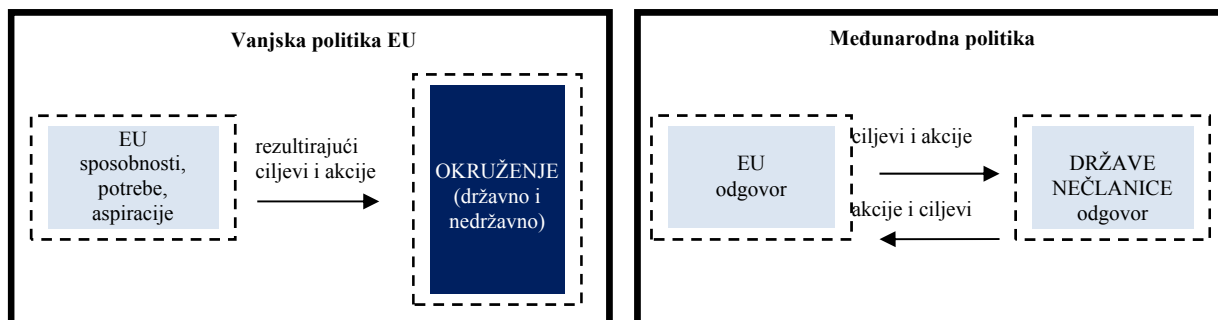 Vanjska politika EU
EU
sposobnosti,
potrebe,
aspiracije
rezultirajući
ciljevi i akcije
OKRUŽENJE
(državno i
nedržavno)
Međunarodna politika
EU
odgovor
ciljevi i akcije
akcije i ciljevi
DRŽAVE
NEČLANICE
odgovor